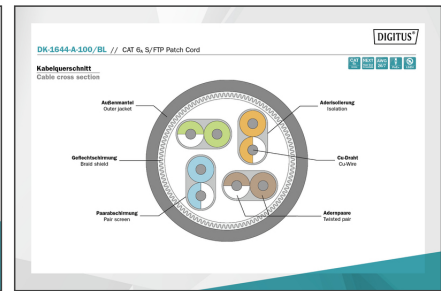 DIGITUS®
DK-1644-A-100/BL // CAT 6A S/FTP Patch Cord
Kabelquerschnitt
Cable cross section
Außenmantel
Outer jacket
Aderisolierung
Isolation
Geflechtschirmung
Braid shield
Cu-Draht
Cu-Wire
Paarabschirmung
Pair screen
Adernpaare
Twisted pair